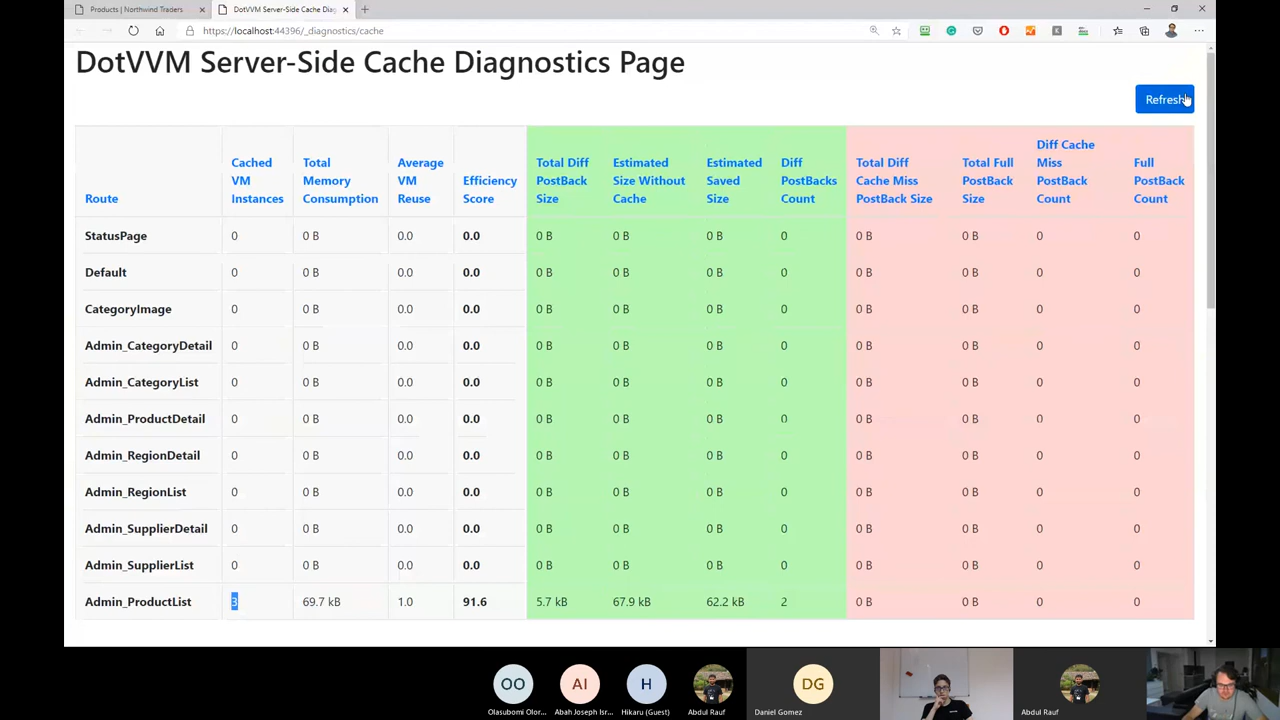 Products | Northwind Traders
DotVVM Server-Side Cache Diag
https://localhost:44396/_diagnostics/cache
DotVVM Server-Side Cache Diagnostics Page
Refresh
Route
Cached VM Instances
Total Memory Consumption
Average VM Reuse
Efficiency Score
Total Diff PostBack Size
Estimated Size Without Cache
Estimated Saved Size
Diff PostBacks Count
Total Diff Cache Miss PostBack Size
Total Full PostBack Size
Diff Cache Miss PostBack Count
Full PostBack Count
StatusPage 0 0 B 0.0 0.0 0 B 0 B 0 B 0 0 B 0 B 0 0
Default 0 0 B 0.0 0.0 0 B 0 B 0 B 0 0 B 0 B 0 0
CategoryImage 0 0 B 0.0 0.0 0 B 0 B 0 B 0 0 B 0 B 0 0
Admin_CategoryDetail 0 0 B 0.0 0.0 0 B 0 B 0 B 0 0 B 0 B 0 0
Admin_CategoryList 0 0 B 0.0 0.0 0 B 0 B 0 B 0 0 B 0 B 0 0
Admin_ProductDetail 0 0 B 0.0 0.0 0 B 0 B 0 B 0 0 B 0 B 0 0
Admin_RegionDetail 0 0 B 0.0 0.0 0 B 0 B 0 B 0 0 B 0 B 0 0
Admin_RegionList 0 0 B 0.0 0.0 0 B 0 B 0 B 0 0 B 0 B 0 0
Admin_SupplierDetail 0 0 B 0.0 0.0 0 B 0 B 0 B 0 0 B 0 B 0 0
Admin_SupplierList 0 0 B 0.0 0.0 0 B 0 B 0 B 0 0 B 0 B 0 0
Admin_ProductList 3 69.7 kB 1.0 91.6 5.7 kB 67.9 kB 62.2 kB 2 0 B 0 B 0 0
OO
AI
H
DG
Olasubomi Olor...
Abah Joseph Isr...
Hikaru (Guest)
Abdul Rauf
Daniel Gomez
Abdul Rauf